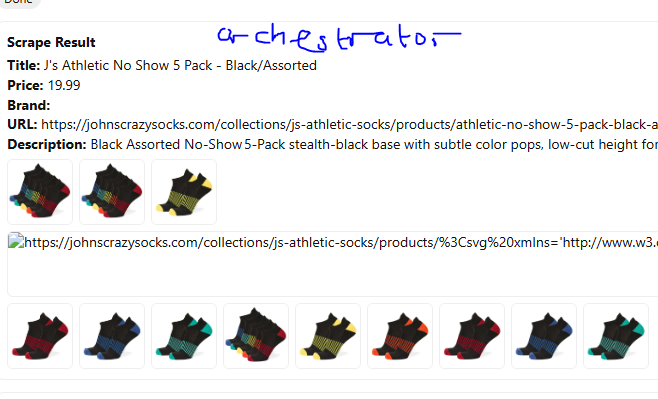 Done
orchestrator
Scrape Result
Title: J's Athletic No Show 5 Pack - Black/Assorted
Price: 19.99
Brand:
URL: https://johnscrazysocks.com/collections/js-athletic-socks/products/athletic-no-show-5-pack-black-a
Description: Black Assorted No-Show 5-Pack stealth-black base with subtle color pops, low-cut height for
https://johnscrazysocks.com/collections/js-athletic-socks/products/%3Csvg%20xmlns='http://www.w3.